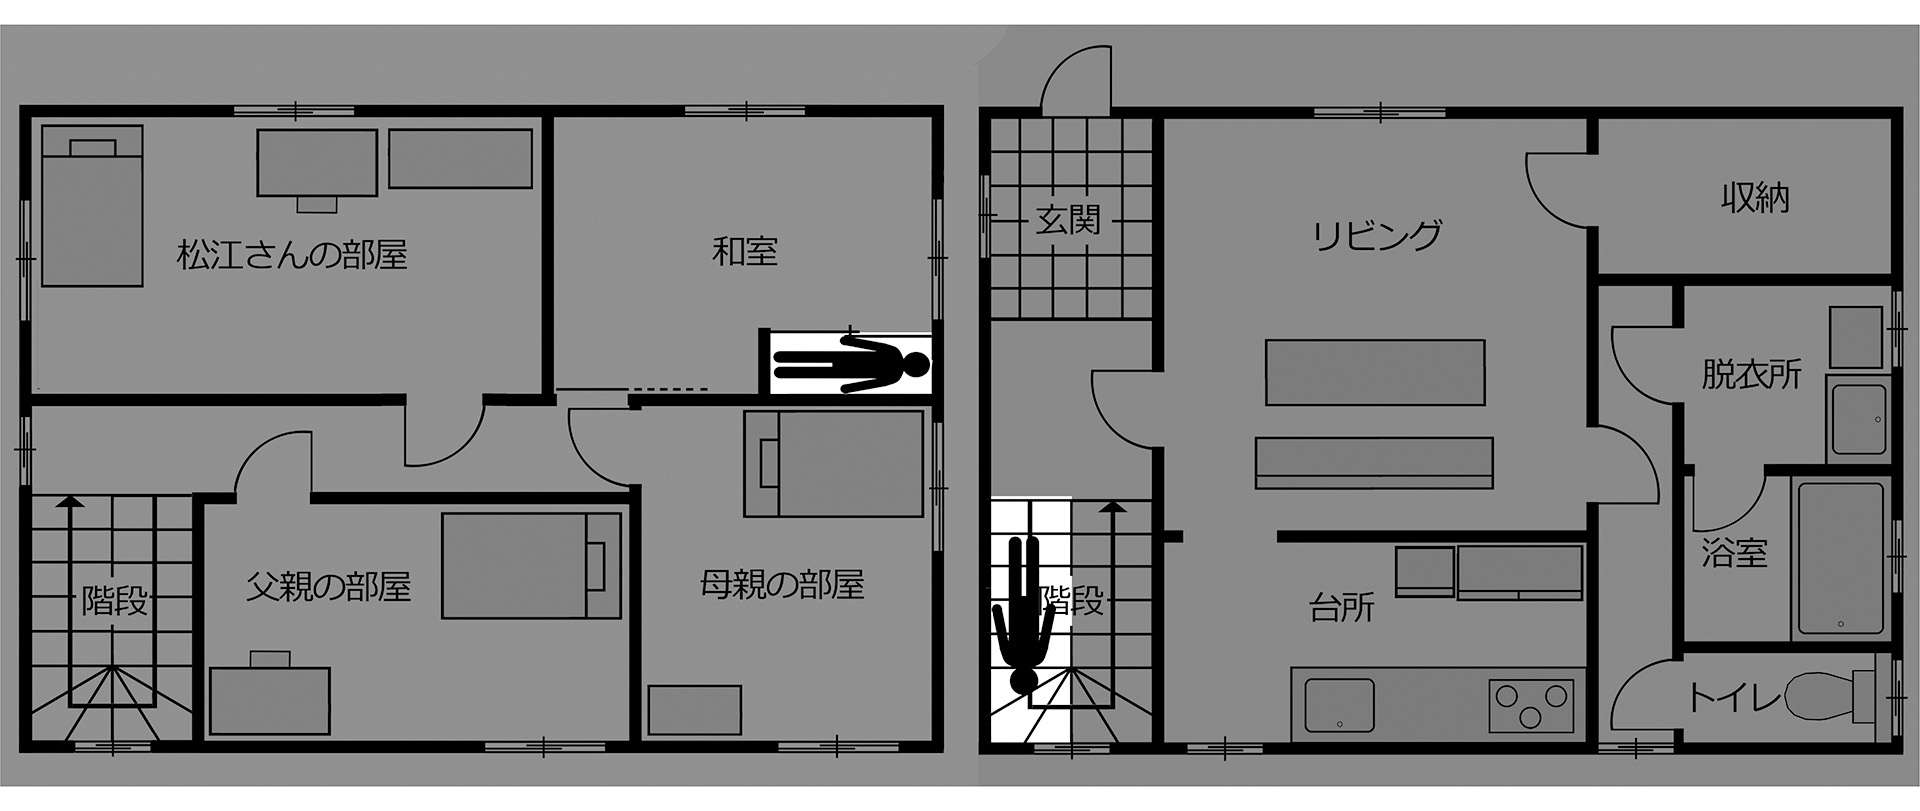 松江さんの部屋
和室
階段
父親の部屋
母親の部屋
玄関
リビング
収納
脱衣所
浴室
階段
台所
トイレ